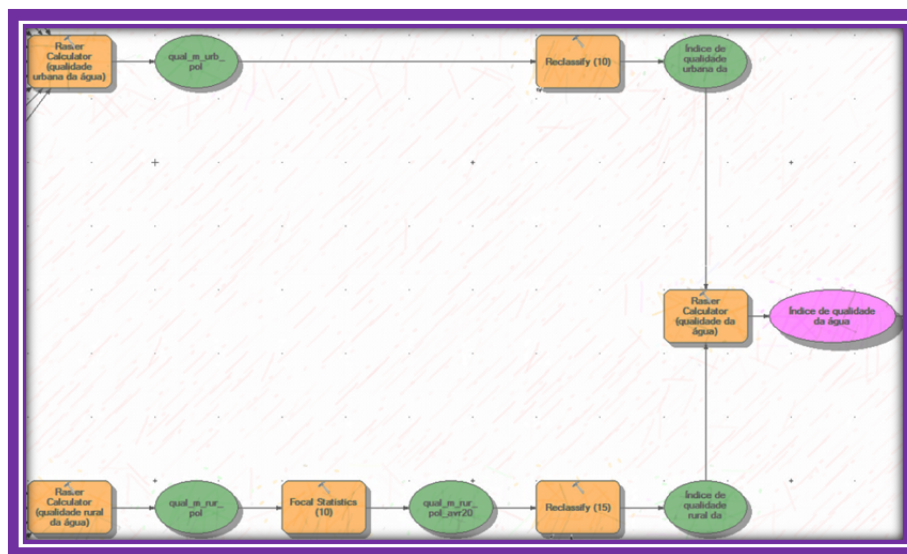 Raster
Calculator
(qualidade
urbana da água)
qual_m_urb_
pol
Reclassify (10)
Índice de
qualidade
urbana da
Raster
Calculator
(qualidade da
água)
Índice de qualidade
da água
Raster
Calculator
(qualidade rural
da água)
qual_m_rur_
pol
Focal Statistics
(10)
qual_m_rur_
pol_avr20
Reclassify (15)
Índice de
qualidade
rural da